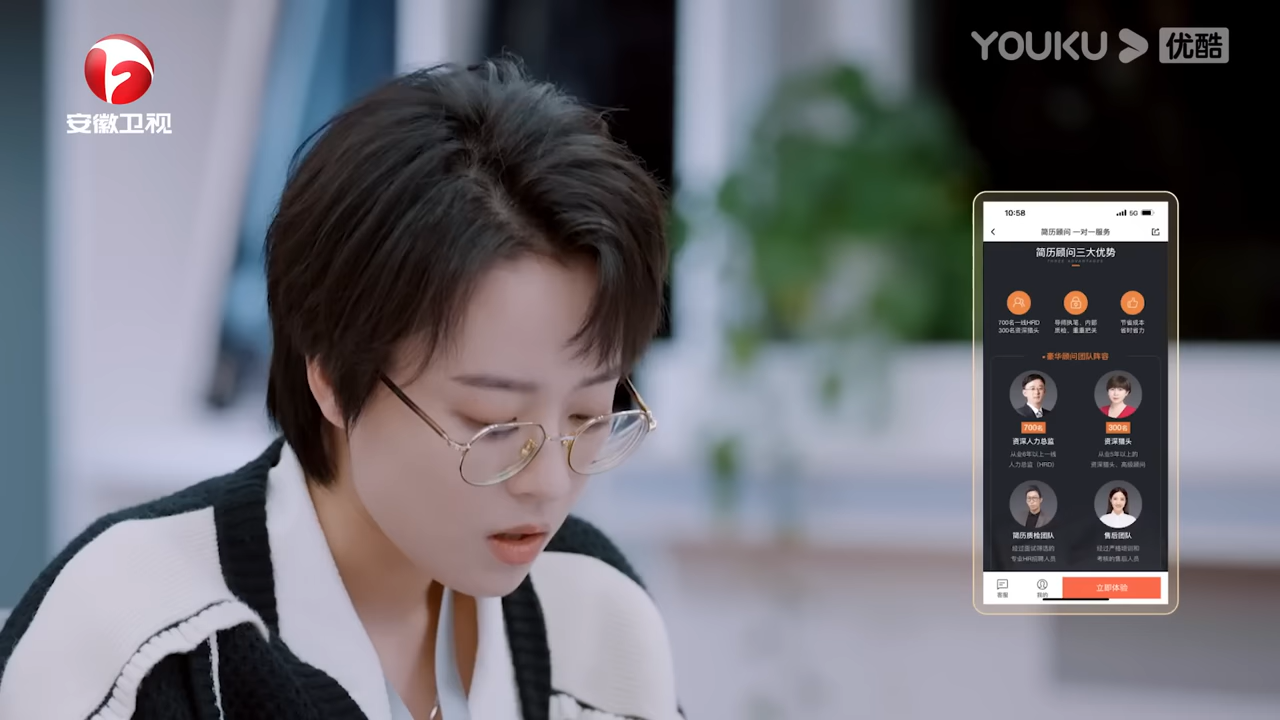 安徽卫视
YOUKU 优酷
10:58
5G
简历顾问 一对一服务
简历顾问三大优势
700名一线HRD
300名资深猎头
导师执笔、内部
质检，重重把关
节省成本
省时省力
豪华顾问团队阵容
700名
300名
资深人力总监
资深猎头
从业6年以上一线
人力总监（HRD）
从业5年以上的
资深猎头、高级顾问
简历质检团队
售后团队
经过面试筛选的
专业HR招聘人员
经过严格培训和
考核的售后人员
客服
我的
立即体验